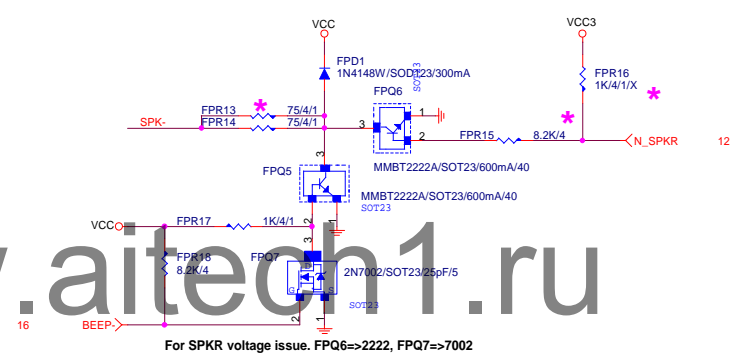 VCC
VCC3
FPD1
1N4148W/SOD123/300mA
FPQ6
SOT23
FPR16
1K/4/1/X
*
*
*
FPR13 75/4/1
SPK-
FPR14 75/4/1
3
1
2
FPR15 8.2K/4
N_SPKR 12
3
FPQ5
MMBT2222A/SOT23/600mA/40
MMBT2222A/SOT23/600mA/40
SOT23
VCC
FPR17 1K/4/1
2
1
3
FPR18
8.2K/4
FPQ7
D
2N7002/SOT23/25pF/5
G S
SOT23
.aitech1.ru
2
1
16 BEEP-
For SPKR voltage issue. FPQ6=>2222, FPQ7=>7002